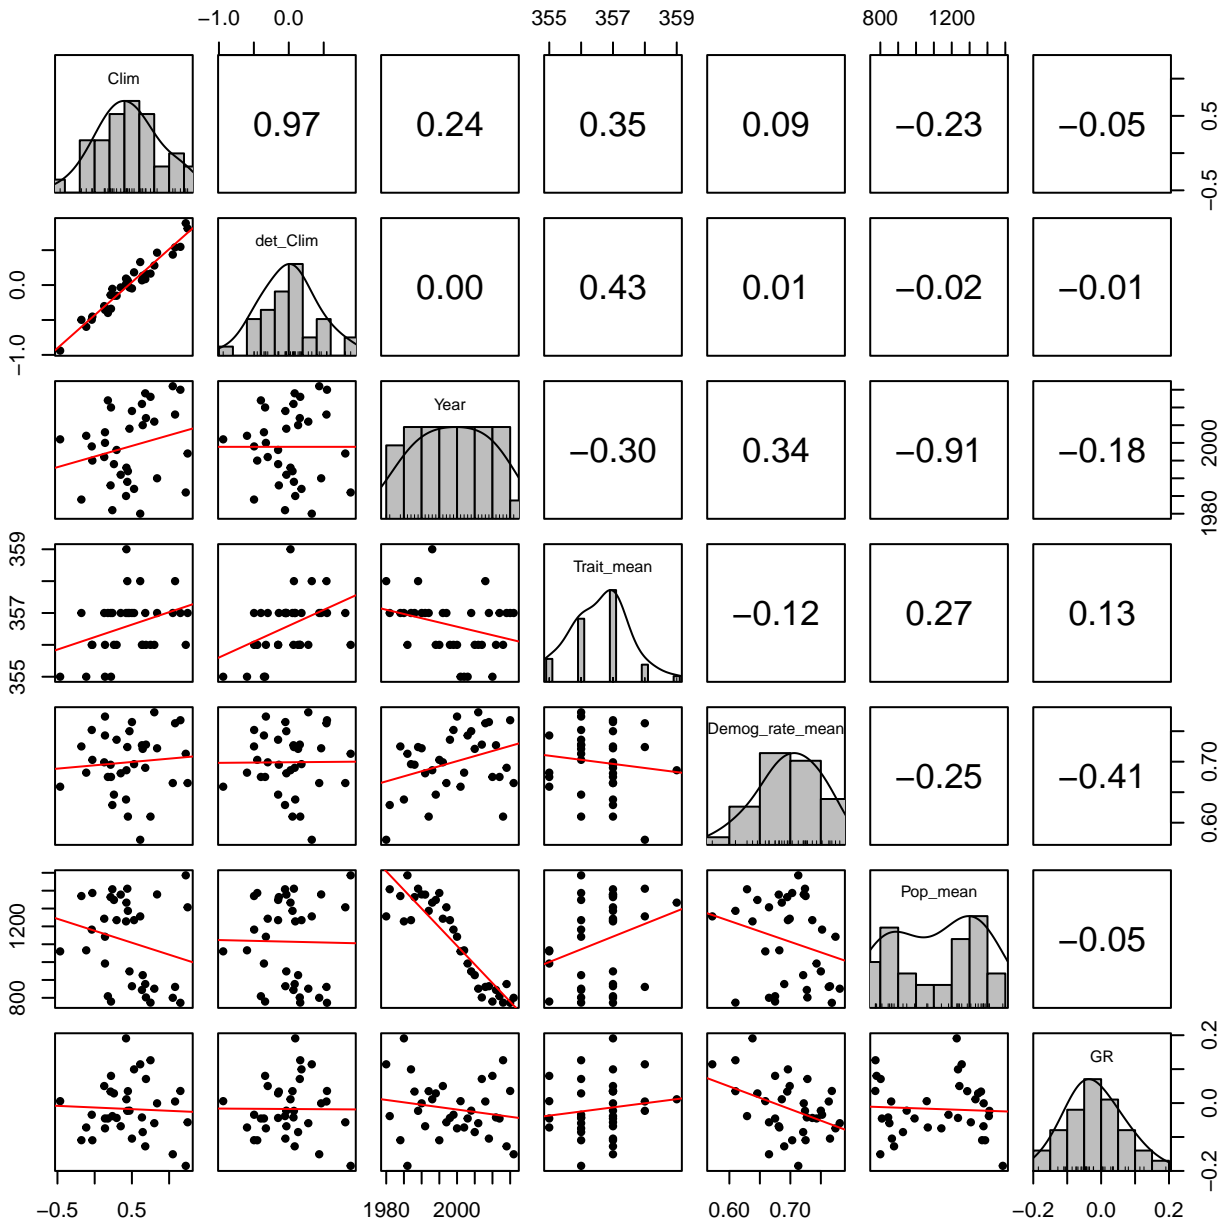 −1.0 0.0 355 357 359 800 1200
Clim 0.97 0.24 0.35 0.09 −0.23 −0.05 −0.5 0.5
−1.0 0.0 det_Clim 0.00 0.43 0.01 −0.02 −0.01
Year −0.30 0.34 −0.91 −0.18 1980 2000
355 357 359 Trait_mean −0.12 0.27 0.13
Demog_rate_mean −0.25 −0.41 0.60 0.70
800 1200 Pop_mean −0.05
GR −0.2 0.0 0.2
−0.5 0.5 1980 2000 0.60 0.70 −0.2 0.0 0.2